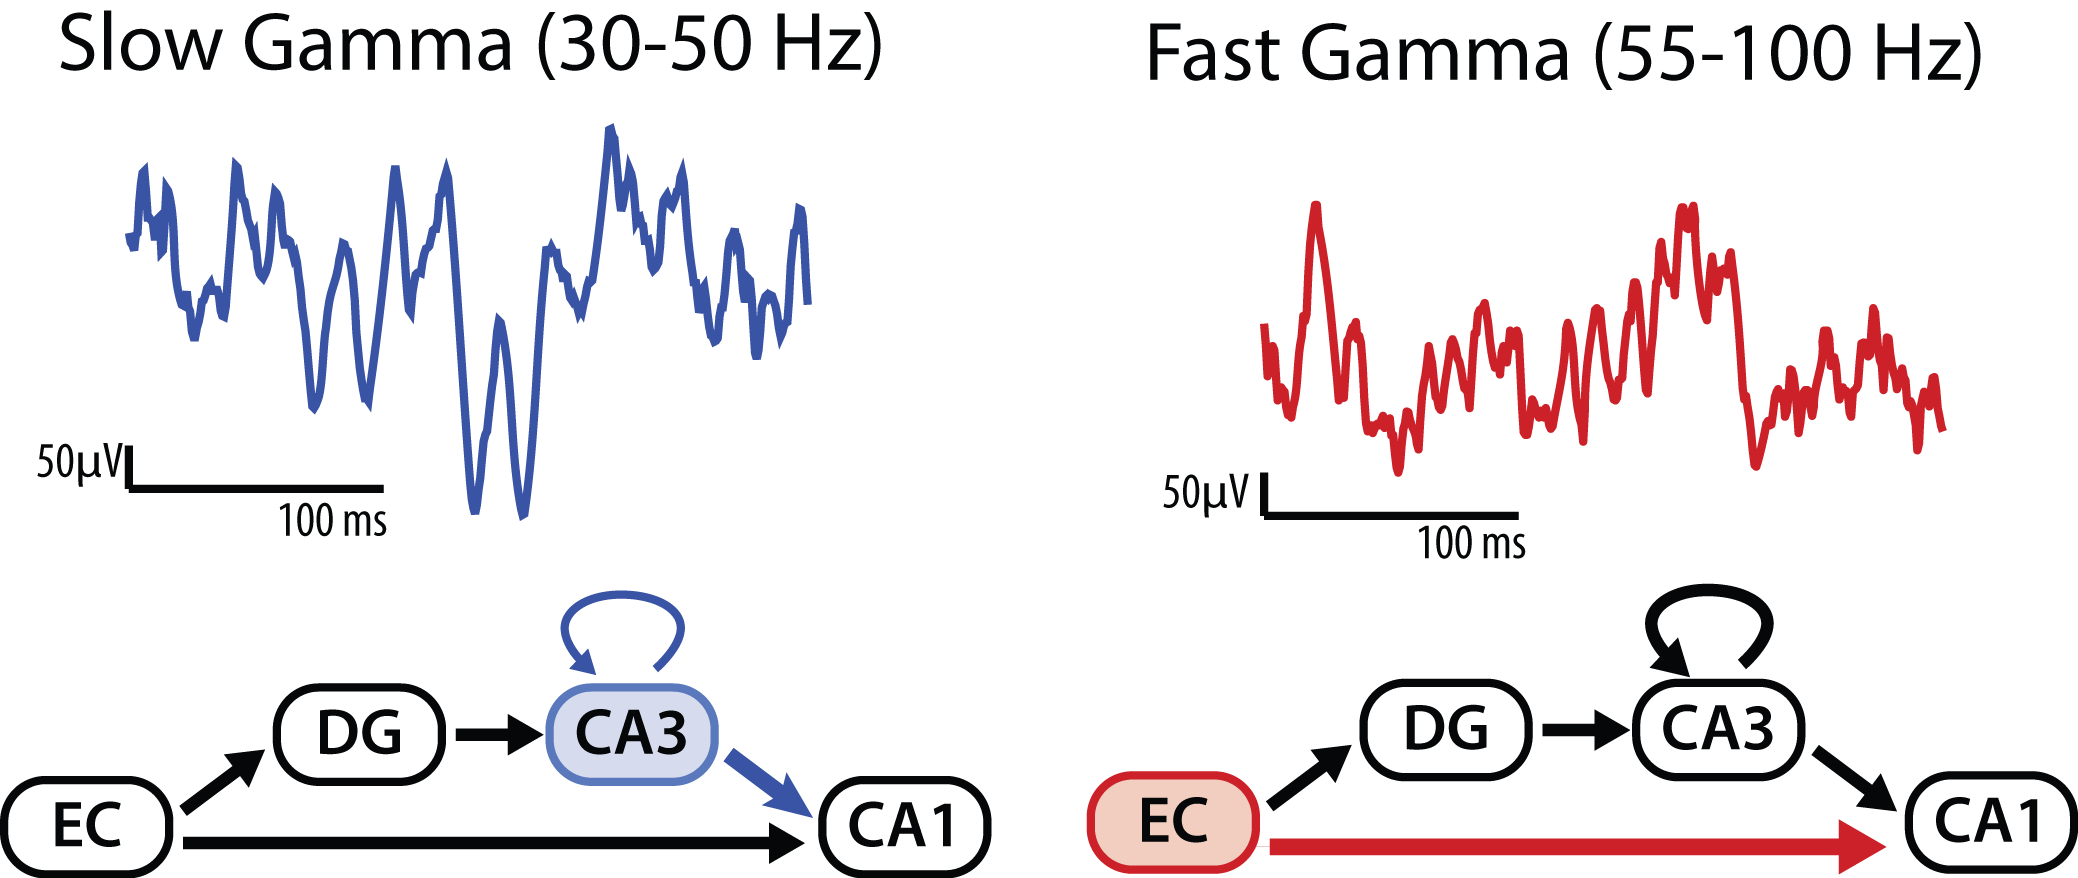 Slow Gamma (30-50 Hz)
50µV
100 ms
DG
CA3
EC
CA1
Fast Gamma (55-100 Hz)
50µV
100 ms
DG
CA3
EC
CA1